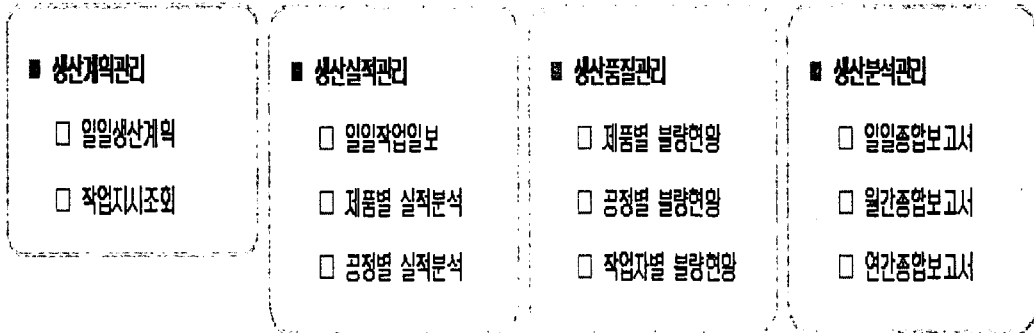 ■ 생산계획관리
□ 일일생산계획
□ 작업지시조회
■ 생산실적관리
□ 일일작업일보
□ 제품별 실적분석
□ 공정별 실적분석
■ 생산품질관리
□ 제품별 불량현황
□ 공정별 불량현황
□ 작업자별 불량현황
■ 생산분석관리
□ 일일종합보고서
□ 월간종합보고서
□ 연간종합보고서